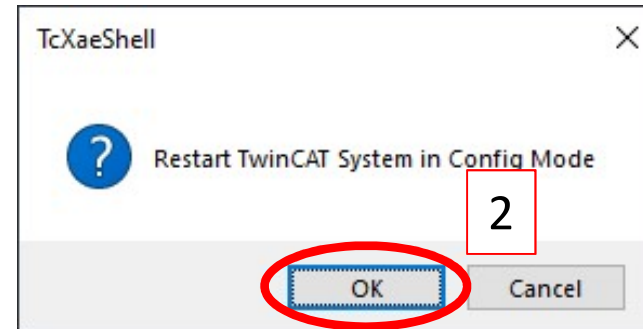 TcXaeShell
?
Restart TwinCAT System in Config Mode
2
OK
Cancel